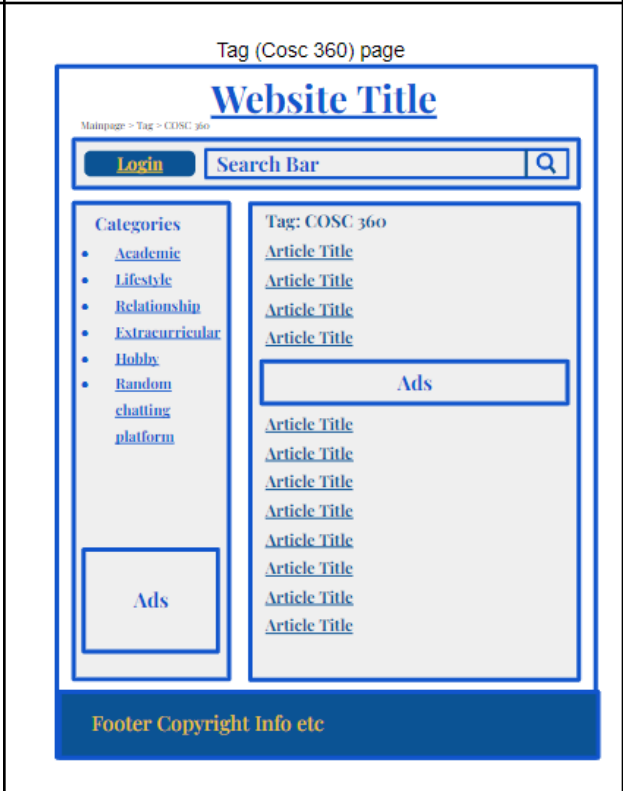 Tag (Cosc 360) page
Website Title
Mainpage > Tag > COSC 360
Login
Search Bar
Categories
Academic
Lifestyle
Relationship
Extracurricular
Hobby
Random
chatting
platform
Ads
Tag: COSC 360
Article Title
Article Title
Article Title
Article Title
Ads
Article Title
Article Title
Article Title
Article Title
Article Title
Article Title
Article Title
Article Title
Footer Copyright Info etc